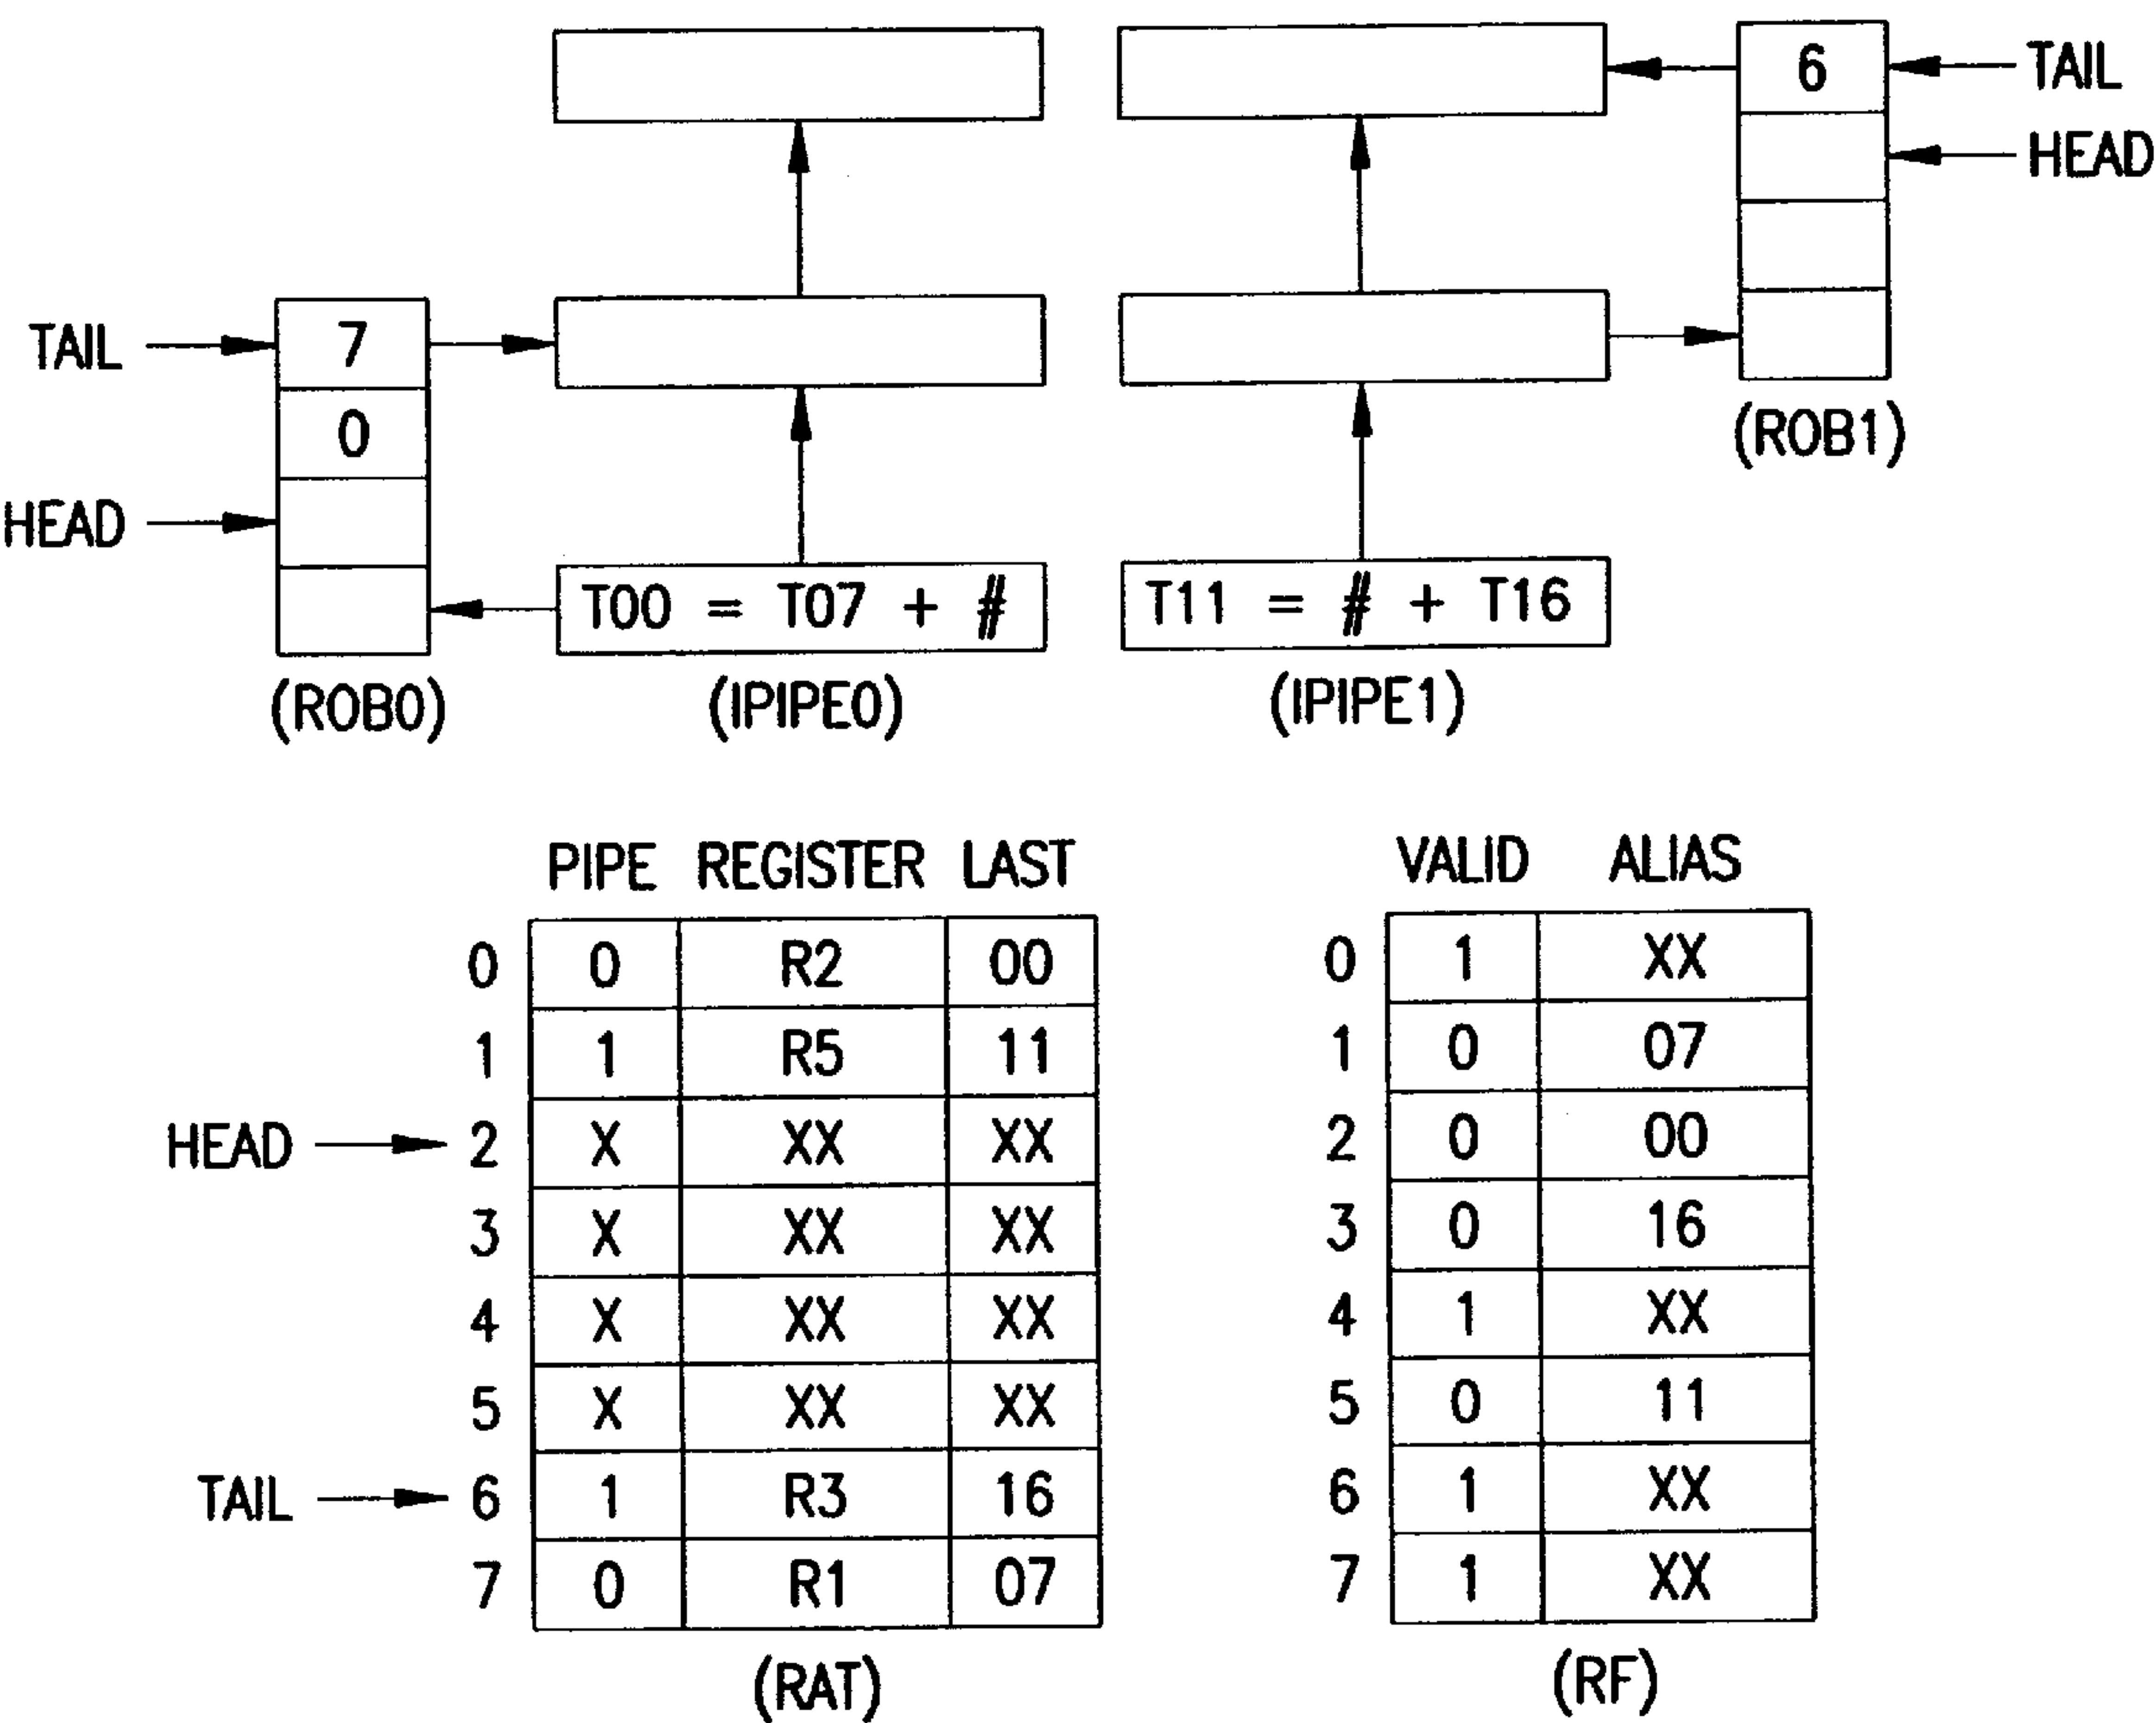 6 TAIL
HEAD
TAIL 7
0 (ROB1)
HEAD
T00 = T07 + # T11 = # + T16
(ROB0) (IPIPE0) (IPIPE1)
PIPE REGISTER LAST VALID ALIAS
0 0 R2 00 0 1 XX
1 1 R5 11 1 0 07
HEAD 2 X XX XX 2 0 00
3 X XX XX 3 0 16
4 X XX XX 4 1 XX
5 X XX XX 5 0 11
TAIL 6 1 R3 16 6 1 XX
7 0 R1 07 7 1 XX
(RAT) (RF)